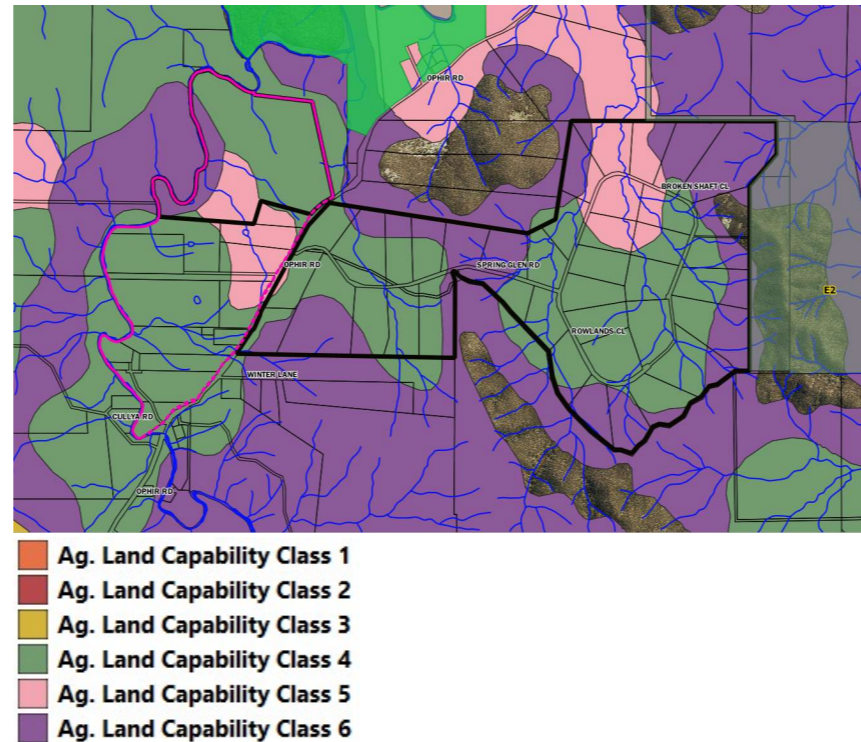 OPHIR RD
BROKEN SHAFT CL
OPHIR RD
SPRING GLEN RD
E2
ROWLANDS CL
WINTER LANE
CULLYA RD
OPHIR RD
Ag. Land Capability Class 1
Ag. Land Capability Class 2
Ag. Land Capability Class 3
Ag. Land Capability Class 4
Ag. Land Capability Class 5
Ag. Land Capability Class 6